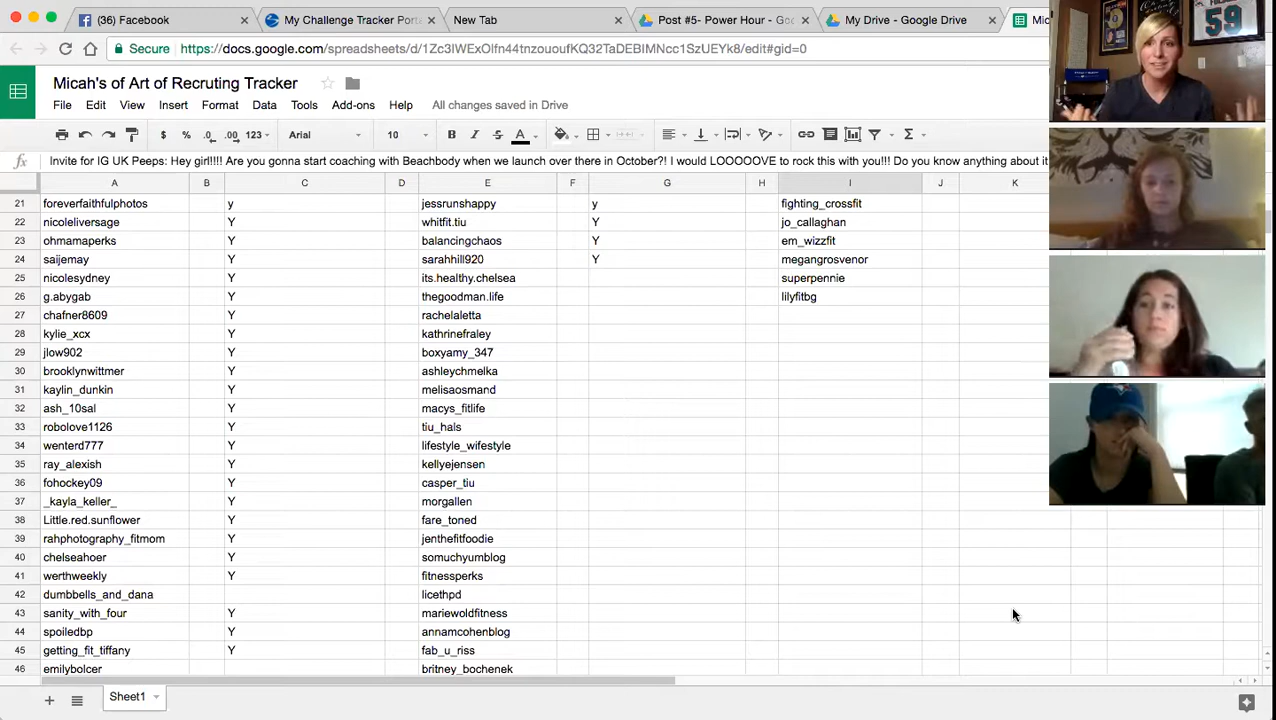 (36) Facebook × My Challenge Tracker Port × New Tab × Post #5- Power Hour - Go × My Drive - Google Drive × Mic
Secure https://docs.google.com/spreadsheets/d/
Micah's of Art of Recruting Tracker
File Edit View Insert Format Data Tools Add-ons Help All changes saved in Drive
$ % .0 .00 123 Arial 10 B I S A Σ
fx Invite for IG UK Peeps: Hey girl!!!! Are you gonna start coaching with Beachbody when we launch over there in October?! I would LOOOOOVE to rock this with you!!! Do you know anything about it
59
A B C D E F G H I J K
21 foreverfaithfulphotos y jessrunshappy y fighting_crossfit
22 nicoleliversage Y whitfit.tiu Y jo_callaghan
23 ohmamaperks Y balancingchaos Y em_wizzfit
24 saijemay Y sarahhill920 Y megangrosvenor
25 nicolesydney Y its.healthy.chelsea superpennie
26 g.abygab Y thegoodman.life lilyfitbg
27 chafner8609 Y rachelaletta
28 kylie_xcx Y kathrinefraley
29 jlow902 Y boxyamy_347
30 brooklynwittmer Y ashleychmelka
31 kaylin_dunkin Y melisaosmand
32 ash_10sal Y macys_fitlife
33 robolove1126 Y tiu_hals
34 wenterd777 Y lifestyle_wifestyle
35 ray_alexish Y kellyejensen
36 fohockey09 Y casper_tiu
37 _kayla_keller_ Y morgallen
38 Little.red.sunflower Y fare_toned
39 rahphotography_fitmom Y jenthefitfoodie
40 chelseahoer Y somuchyumblog
41 werthweekly Y fitnessperks
42 dumbbells_and_dana licethpd
43 sanity_with_four Y mariewoldfitness
44 spoiledbp Y annamcohenblog
45 getting_fit_tiffany Y fab_u_riss
46 emilybolcer britney_bochenek
Sheet1